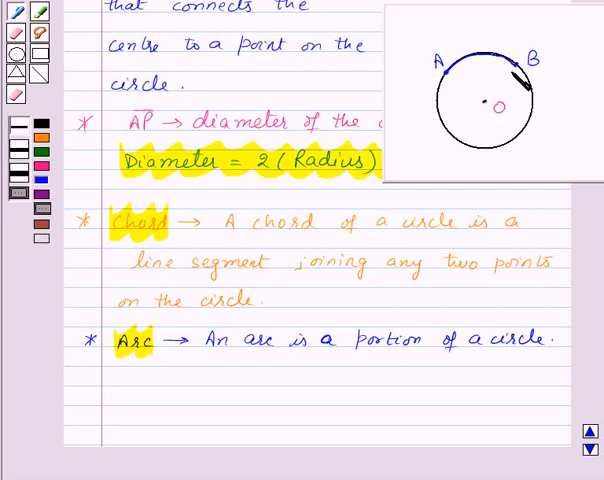 that connects the
centre to a point on the
circle.
* AP → diameter of the
Diameter = 2 (Radius)
* Chord → A chord of a circle is a
line segment joining any two points
on the circle.
* Arc → An arc is a portion of a circle.
A B
O